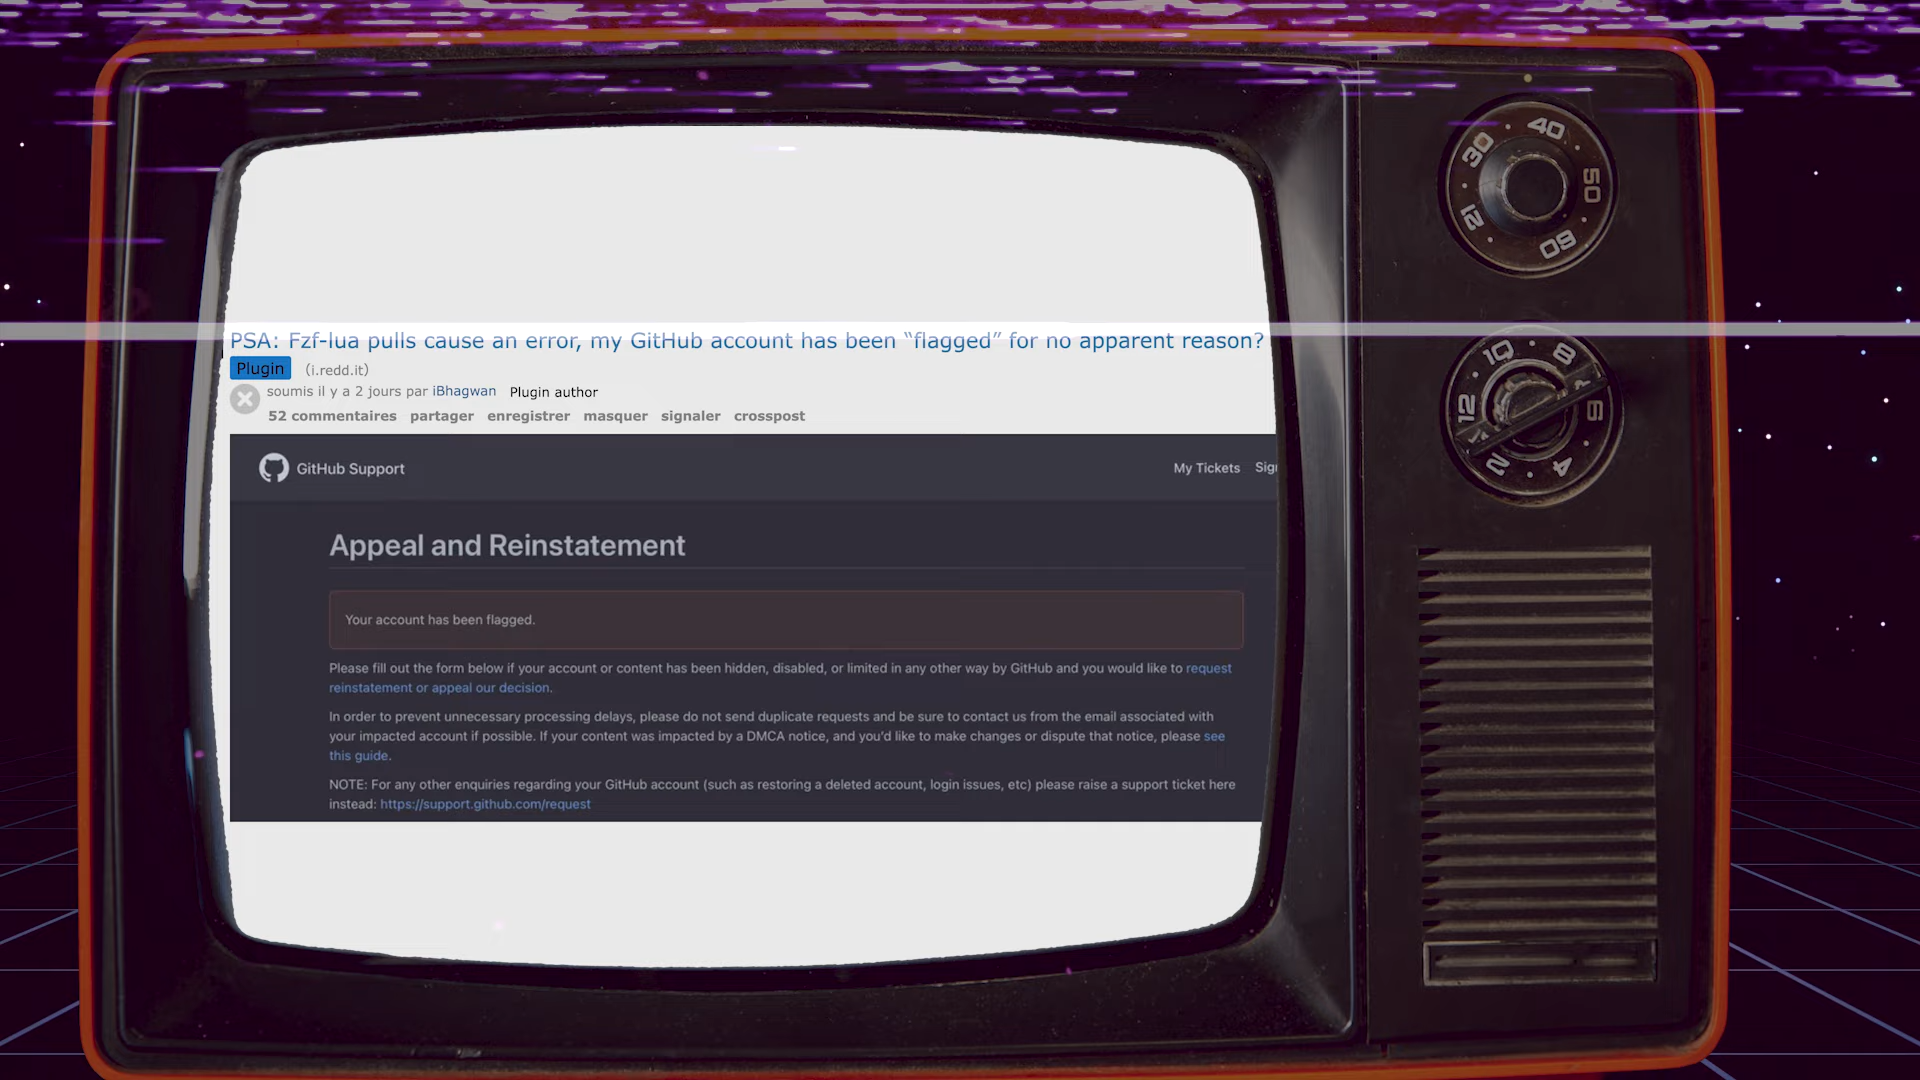 PSA: Fzf-lua pulls cause an error, my GitHub account has been “flagged” for no apparent reason?
Plugin (i.redd.it)
soumis il y a 2 jours par iBhagwan Plugin author
52 commentaires partager enregistrer masquer signaler crosspost
GitHub Support My Tickets
Appeal and Reinstatement
Your account has been flagged.
Please fill out the form below if your account or content has been hidden, disabled, or limited in any other way by GitHub and you would like to request
reinstatement or appeal our decision.
In order to prevent unnecessary processing delays, please do not send duplicate requests and be sure to contact us from the email associated with
your impacted account if possible. If your content was impacted by a DMCA notice, and you'd like to make changes or dispute that notice, please see
this guide.
NOTE: For any other enquiries regarding your GitHub account (such as restoring a deleted account, login issues, etc) please raise a support ticket here
instead: https://support.github.com/request
30 40 50 60 21
10 8 6 4 2 12